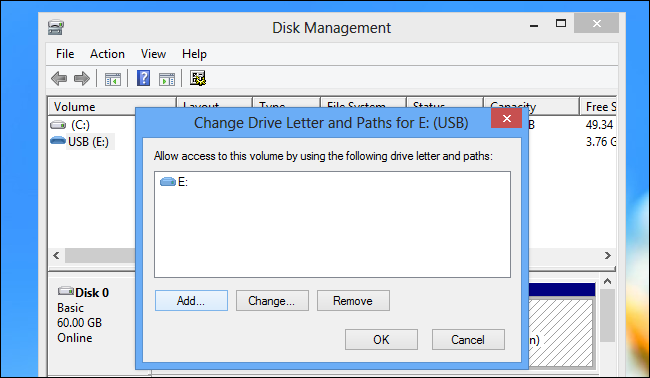 Disk Management
File Action View Help
Volume Layout Type File System Status Capacity Free S
(C:) B 49.34
USB (E:) 3.76 G
Change Drive Letter and Paths for E: (USB)
Allow access to this volume by using the following drive letter and paths:
E:
Add... Change... Remove
OK Cancel
Disk 0
Basic
60.00 GB
Online
n)